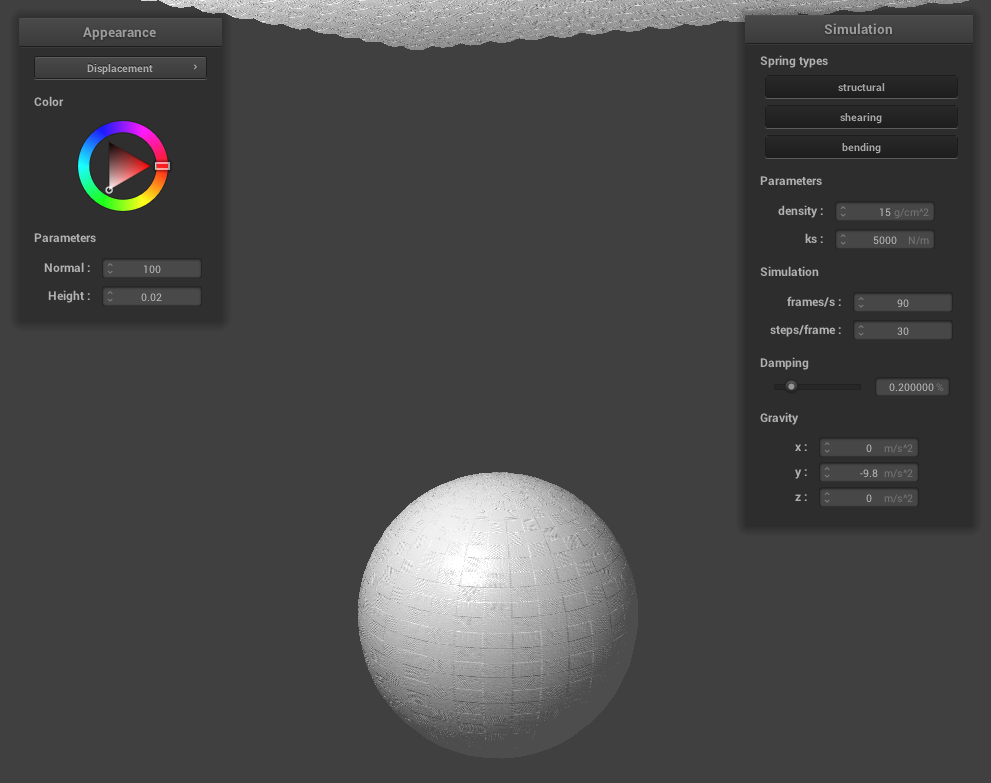 Appearance
Displacement ›
Color
Parameters
Normal : 100
Height : 0.02
Simulation
Spring types
structural
shearing
bending
Parameters
density : 15 g/cm^2
ks : 5000 N/m
Simulation
frames/s : 90
steps/frame : 30
Damping
0.200000 %
Gravity
x : 0 m/s^2
y : -9.8 m/s^2
z : 0 m/s^2